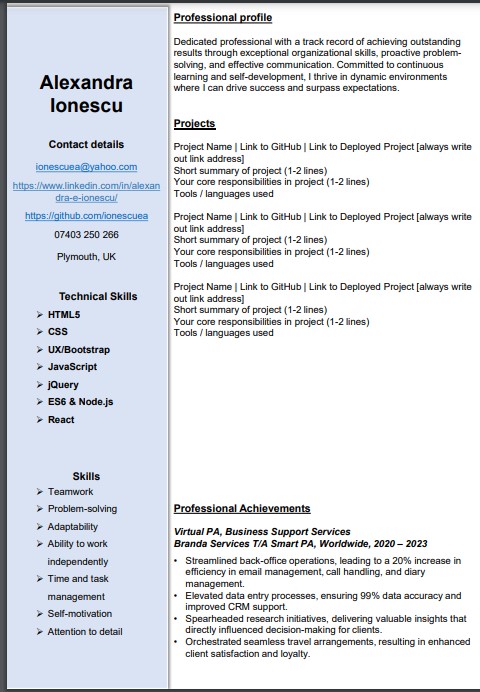 Alexandra
Ionescu
Contact details
ionescuea@yahoo.com
https://www.linkedin.com/in/alexan
dra-e-ionescu/
https://github.com/ionescuea
07403 250 266
Plymouth, UK
Technical Skills
➢ HTML5
➢ CSS
➢ UX/Bootstrap
➢ JavaScript
➢ jQuery
➢ ES6 & Node.js
➢ React
Skills
➢ Teamwork
➢ Problem-solving
➢ Adaptability
➢ Ability to work
independently
➢ Time and task
management
➢ Self-motivation
➢ Attention to detail
Professional profile
Dedicated professional with a track record of achieving outstanding
results through exceptional organizational skills, proactive problem-
solving, and effective communication. Committed to continuous
learning and self-development, I thrive in dynamic environments
where I can drive success and surpass expectations.
Projects
Project Name | Link to GitHub | Link to Deployed Project [always write
out link address]
Short summary of project (1-2 lines)
Your core responsibilities in project (1-2 lines)
Tools / languages used
Project Name | Link to GitHub | Link to Deployed Project [always write
out link address]
Short summary of project (1-2 lines)
Your core responsibilities in project (1-2 lines)
Tools / languages used
Project Name | Link to GitHub | Link to Deployed Project [always write
out link address]
Short summary of project (1-2 lines)
Your core responsibilities in project (1-2 lines)
Tools / languages used
Professional Achievements
Virtual PA, Business Support Services
Branda Services T/A Smart PA, Worldwide, 2020 – 2023
• Streamlined back-office operations, leading to a 20% increase in
efficiency in email management, call handling, and diary
management.
• Elevated data entry processes, ensuring 99% data accuracy and
improved CRM support.
• Spearheaded research initiatives, delivering valuable insights that
directly influenced decision-making for clients.
• Orchestrated seamless travel arrangements, resulting in enhanced
client satisfaction and loyalty.